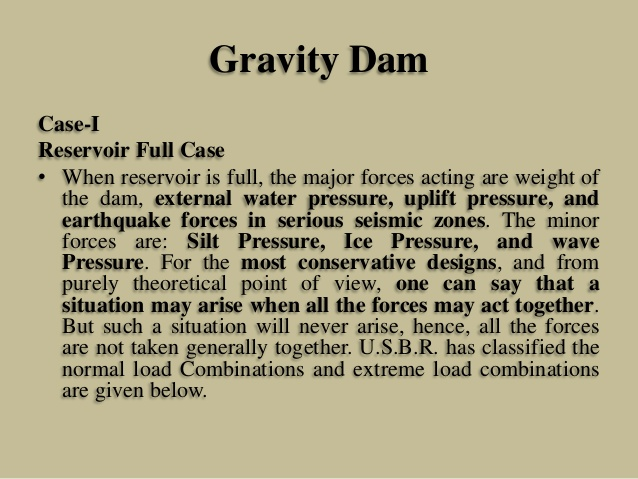 Gravity Dam
Case-I
Reservoir Full Case
• When reservoir is full, the major forces acting are weight of
the dam, external water pressure, uplift pressure, and
earthquake forces in serious seismic zones. The minor
forces are: Silt Pressure, Ice Pressure, and wave
Pressure. For the most conservative designs, and from
purely theoretical point of view, one can say that a
situation may arise when all the forces may act together.
But such a situation will never arise, hence, all the forces
are not taken generally together. U.S.B.R. has classified the
normal load Combinations and extreme load combinations
are given below.